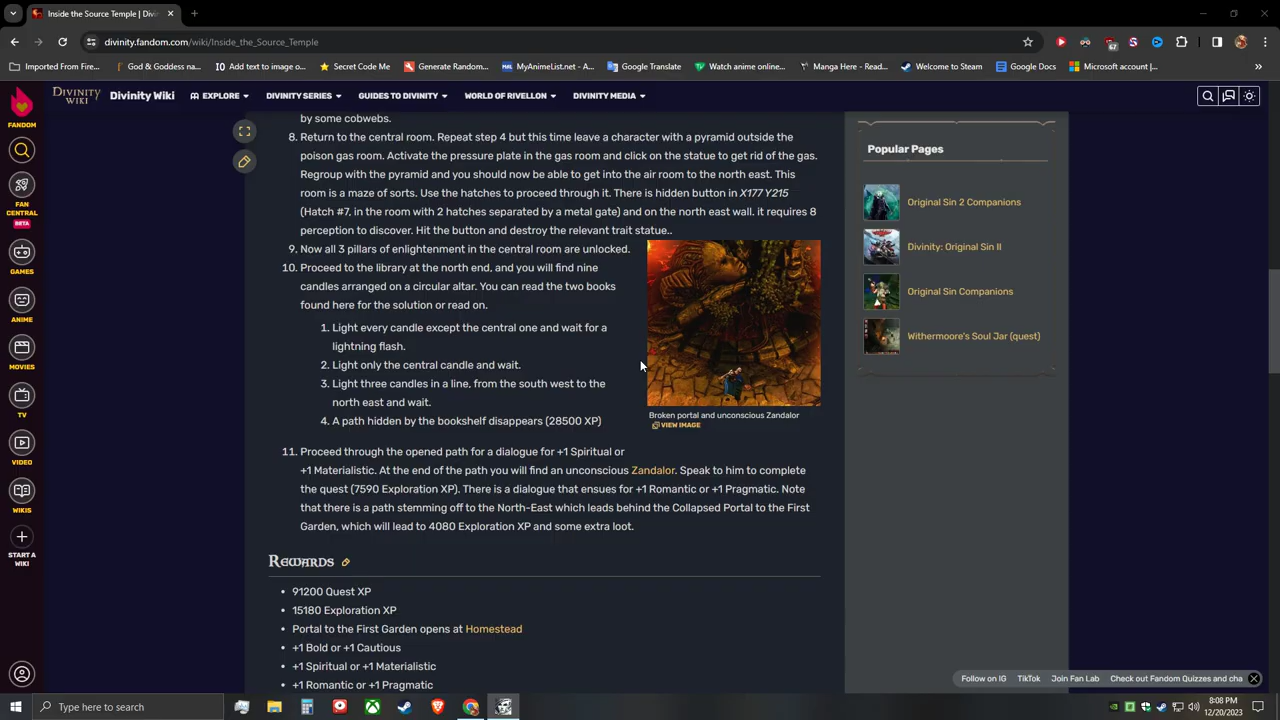 Inside the Source Temple | Divi
divinity.fandom.com/wiki/Inside_the_Source_Temple
67
Imported From Fire...
God & Goddess na...
Add text to image o...
Secret Code Me
Generate Random...
MyAnimeList.net - A...
Google Translate
Watch anime online...
Manga Here - Read...
Welcome to Steam
Google Docs
Microsoft account |...
DIVINITY WIKI
Divinity Wiki
EXPLORE
DIVINITY SERIES
GUIDES TO DIVINITY
WORLD OF RIVELLON
DIVINITY MEDIA
FANDOM
FAN CENTRAL
BETA
GAMES
ANIME
MOVIES
TV
VIDEO
WIKIS
START A WIKI
by some cobwebs.
8. Return to the central room. Repeat step 4 but this time leave a character with a pyramid outside the
poison gas room. Activate the pressure plate in the gas room and click on the statue to get rid of the gas.
Regroup with the pyramid and you should now be able to get into the air room to the north east. This
room is a maze of sorts. Use the hatches to proceed through it. There is hidden button in X177 Y215
(Hatch #7, in the room with 2 hatches separated by a metal gate) and on the north east wall. it requires 8
perception to discover. Hit the button and destroy the relevant trait statue..
9. Now all 3 pillars of enlightenment in the central room are unlocked.
10. Proceed to the library at the north end, and you will find nine
candles arranged on a circular altar. You can read the two books
found here for the solution or read on.
1. Light every candle except the central one and wait for a
lightning flash.
2. Light only the central candle and wait.
3. Light three candles in a line, from the south west to the
north east and wait.
4. A path hidden by the bookshelf disappears (28500 XP)
Broken portal and unconscious Zandalor
VIEW IMAGE
11. Proceed through the opened path for a dialogue for +1 Spiritual or
+1 Materialistic. At the end of the path you will find an unconscious Zandalor. Speak to him to complete
the quest (7590 Exploration XP). There is a dialogue that ensues for +1 Romantic or +1 Pragmatic. Note
that there is a path stemming off to the North-East which leads behind the Collapsed Portal to the First
Garden, which will lead to 4080 Exploration XP and some extra loot.
Rewards
• 91200 Quest XP
• 15180 Exploration XP
• Portal to the First Garden opens at Homestead
• +1 Bold or +1 Cautious
• +1 Spiritual or +1 Materialistic
• +1 Romantic or +1 Pragmatic
Popular Pages
Original Sin 2 Companions
Divinity: Original Sin II
Original Sin Companions
Withermoore's Soul Jar (quest)
Follow on IG
TikTok
Join Fan Lab
Check out Fandom Quizzes and cha
Type here to search
8:08 PM
12/20/2023